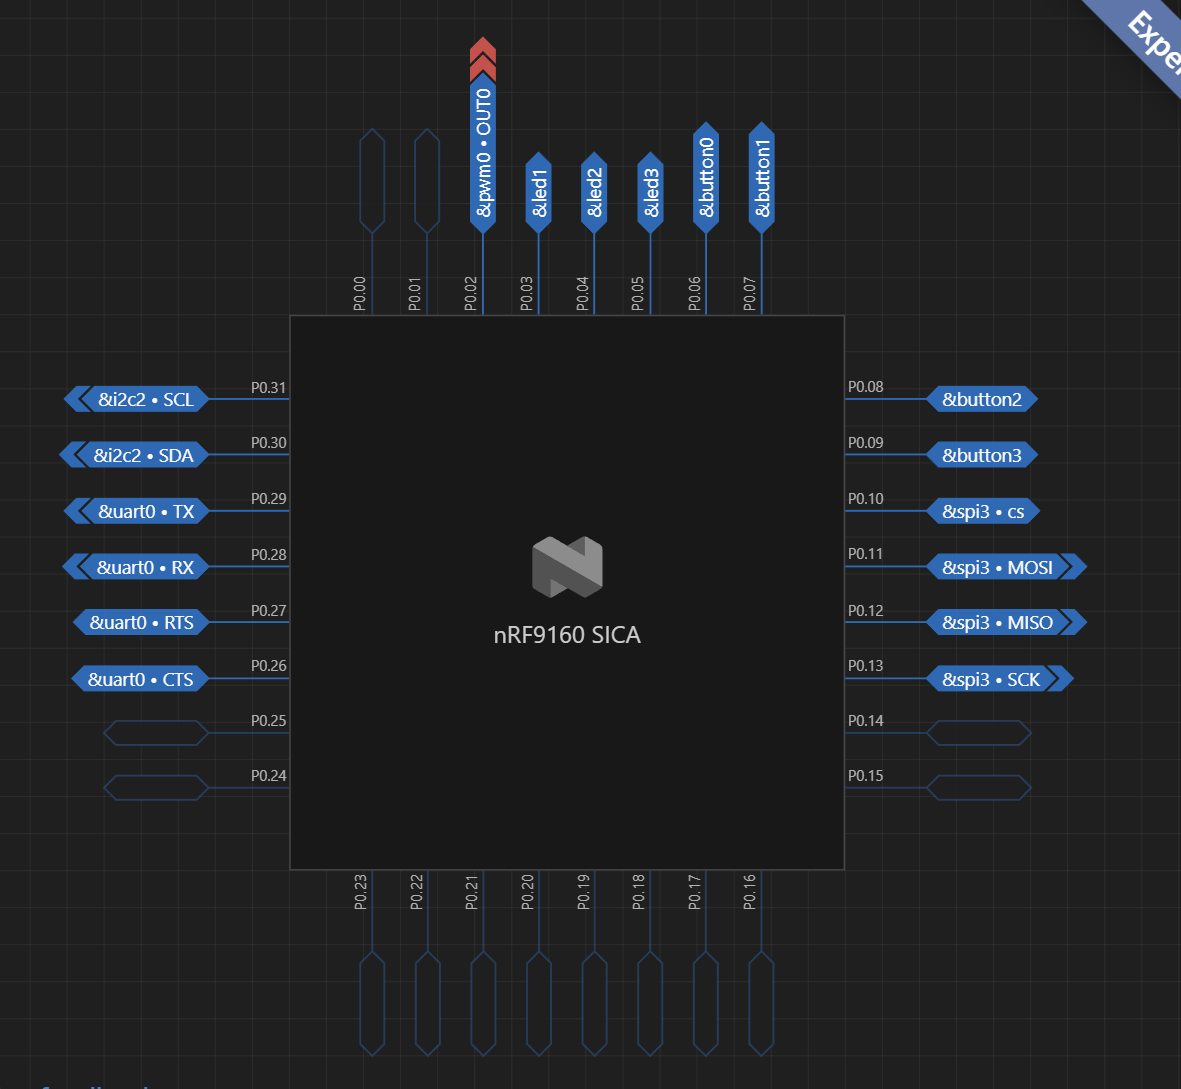 Exper
&pwm0 • OUT0
&led1
&led2
&led3
&button0
&button1
P0.00
P0.01
P0.02
P0.03
P0.04
P0.05
P0.06
P0.07
&i2c2 • SCL P0.31
&i2c2 • SDA P0.30
&uart0 • TX P0.29
&uart0 • RX P0.28
&uart0 • RTS P0.27
&uart0 • CTS P0.26
P0.25
P0.24
nRF9160 SICA
P0.08 &button2
P0.09 &button3
P0.10 &spi3 • cs
P0.11 &spi3 • MOSI
P0.12 &spi3 • MISO
P0.13 &spi3 • SCK
P0.14
P0.15
P0.23
P0.22
P0.21
P0.20
P0.19
P0.18
P0.17
P0.16